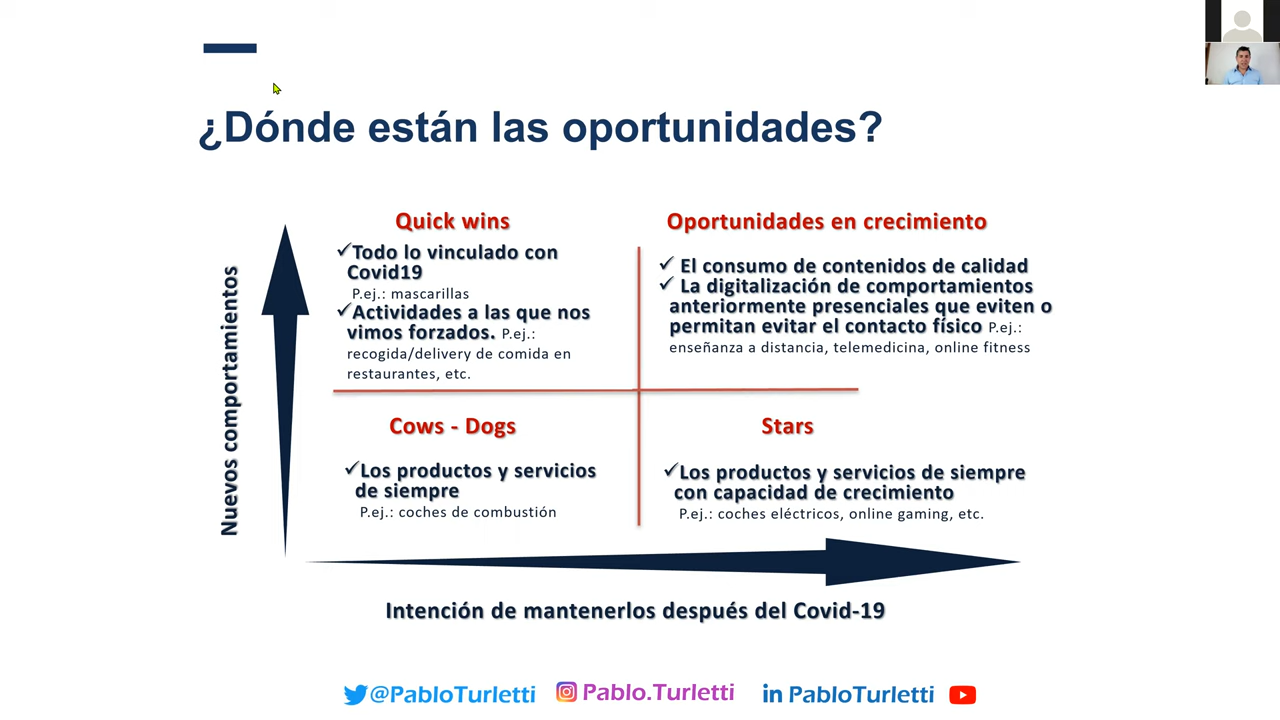 ¿Dónde están las oportunidades?
Nuevos comportamientos
Quick wins
✓Todo lo vinculado con
Covid19
P.ej.: mascarillas
✓Actividades a las que nos
vimos forzados. P.ej.:
recogida/delivery de comida en
restaurantes, etc.
Oportunidades en crecimiento
✓ El consumo de contenidos de calidad
✓ La digitalización de comportamientos
anteriormente presenciales que eviten o
permitan evitar el contacto físico P.ej.:
enseñanza a distancia, telemedicina, online fitness
Cows - Dogs
✓Los productos y servicios
de siempre
P.ej.: coches de combustión
Stars
✓Los productos y servicios de siempre
con capacidad de crecimiento
P.ej.: coches eléctricos, online gaming, etc.
Intención de mantenerlos después del Covid-19
@PabloTurletti Pablo.Turletti in PabloTurletti